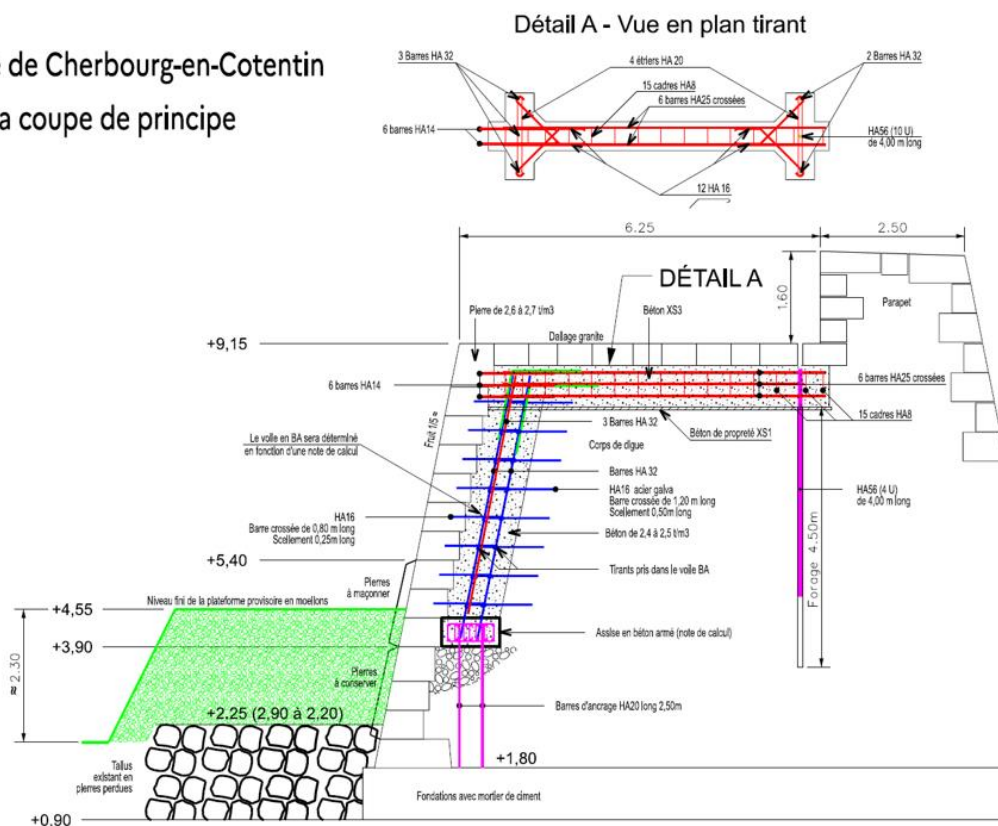 Détail A - Vue en plan tirant
de Cherbourg-en-Cotentin
a coupe de principe
3 Barres HA 32
4 étriers HA 20
2 Barres HA 32
15 cadres HA8
6 barres HA25 crossées
6 barres HA14
HA56 (10 U)
de 4,00 m long
12 HA 16
6.25
2.50
DÉTAIL A
1.60
Pierre de 2,6 à 2,7 t/m3
Béton XS3
Parapet
Dallage granite
+9,15
6 barres HA14
6 barres HA25 crossées
15 cadres HA8
Fruit 1/5 e
3 Barres HA 32
Béton de propreté XS1
Le voile en BA sera déterminé
en fonction d'une note de calcul
Corps de digue
Barres HA 32
HA16 acier galva
Barre crossée de 1,20 m long
Scellement 0,50m long
HA56 (4 U)
de 4,00 m long
HA16
Barre crossée de 0,80 m long
Scellement 0,25m long
Béton de 2,4 à 2,5 t/m3
Forage 4.50m
+5,40
Tirants pris dans le voile BA
Pierres
à maçonner
Niveau fini de la plateforme provisoire en moellons
+4,55
Assise en béton armé (note de calcul)
+3,90
≈ 2.30
Pierres
à conserver
+2,25 (2,90 à 2,20)
Barres d'ancrage HA20 long 2,50m
Tallus
existant en
pierres perdues
+1,80
Fondations avec mortier de ciment
+0,90